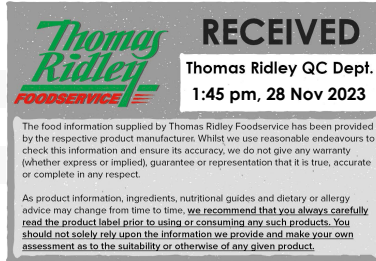 Thomas
Ridley
FOODSERVICE
RECEIVED
Thomas Ridley QC Dept.
1:45 pm, 28 Nov 2023
The food information supplied by Thomas Ridley Foodservice has been provided
by the respective product manufacturer. Whilst we use reasonable endeavours to
check this information and ensure its accuracy, we do not give any warranty
(whether express or implied), guarantee or representation that it is true, accurate
or complete in any respect.
As product information, ingredients, nutritional guides and dietary or allergy
advice may change from time to time, we recommend that you always carefully
read the product label prior to using or consuming any such products. You
should not solely rely upon the information we provide and make your own
assessment as to the suitability or otherwise of any given product.